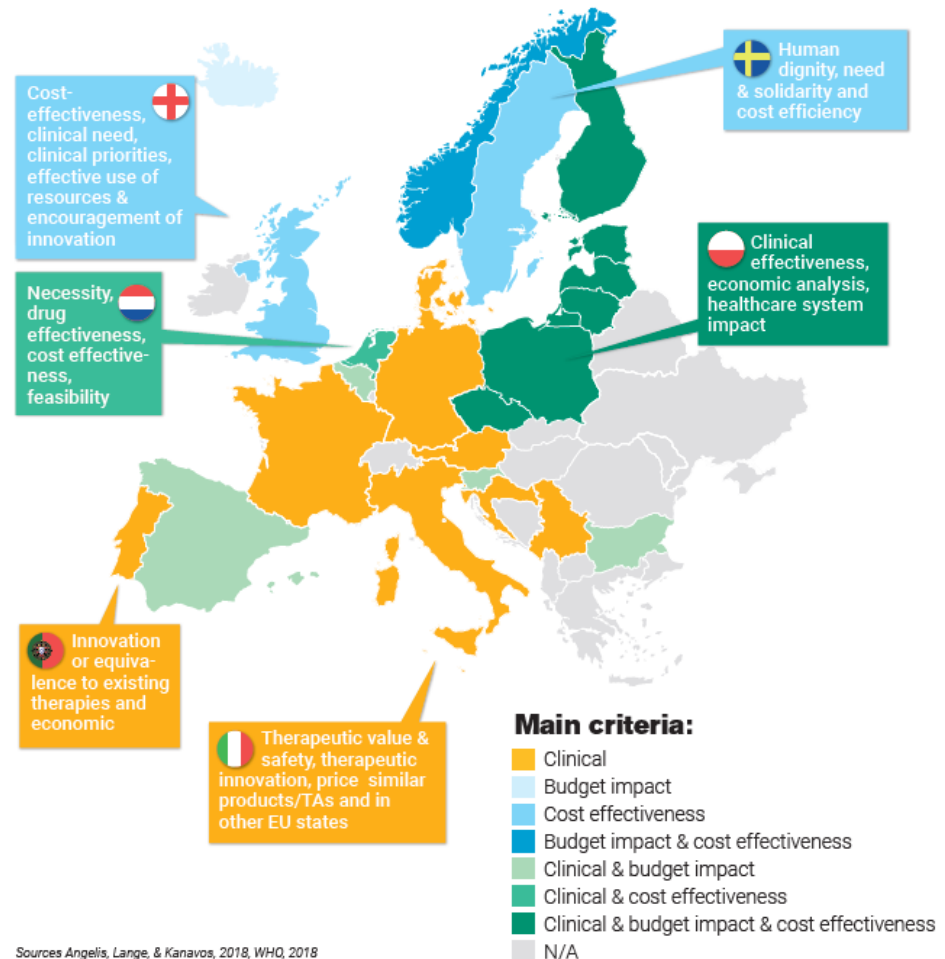 Human
dignity, need
& solidarity and
cost efficiency
Cost-
effectiveness,
clinical need,
clinical priorities,
effective use of
resources &
encouragement of
innovation
Clinical
effectiveness,
economic analysis,
healthcare system
impact
Necessity,
drug
effectiveness,
cost effective-
ness,
feasibility
Innovation
or equiva-
lence to existing
therapies and
economic
Therapeutic value &
safety, therapeutic
innovation, price similar
products/TAs and in
other EU states
Main criteria:
Clinical
Budget impact
Cost effectiveness
Budget impact & cost effectiveness
Clinical & budget impact
Clinical & cost effectiveness
Clinical & budget impact & cost effectiveness
N/A
Sources Angelis, Lange, & Kanavos, 2018, WHO, 2018